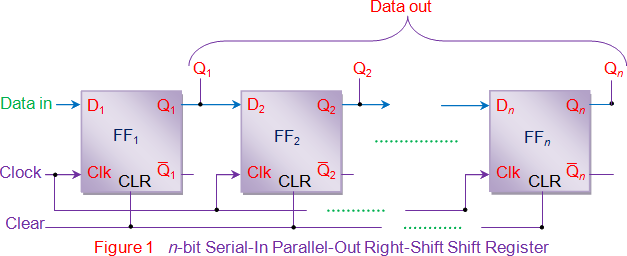 Data out
Q1 Q2 Qn
Data in D1 Q1 D2 Q2 Dn Qn
FF1 FF2 FFn
Clock Clk Q̅1 Clk Q̅2 Clk Q̅n
CLR CLR CLR
Clear
Figure 1 n-bit Serial-In Parallel-Out Right-Shift Shift Register